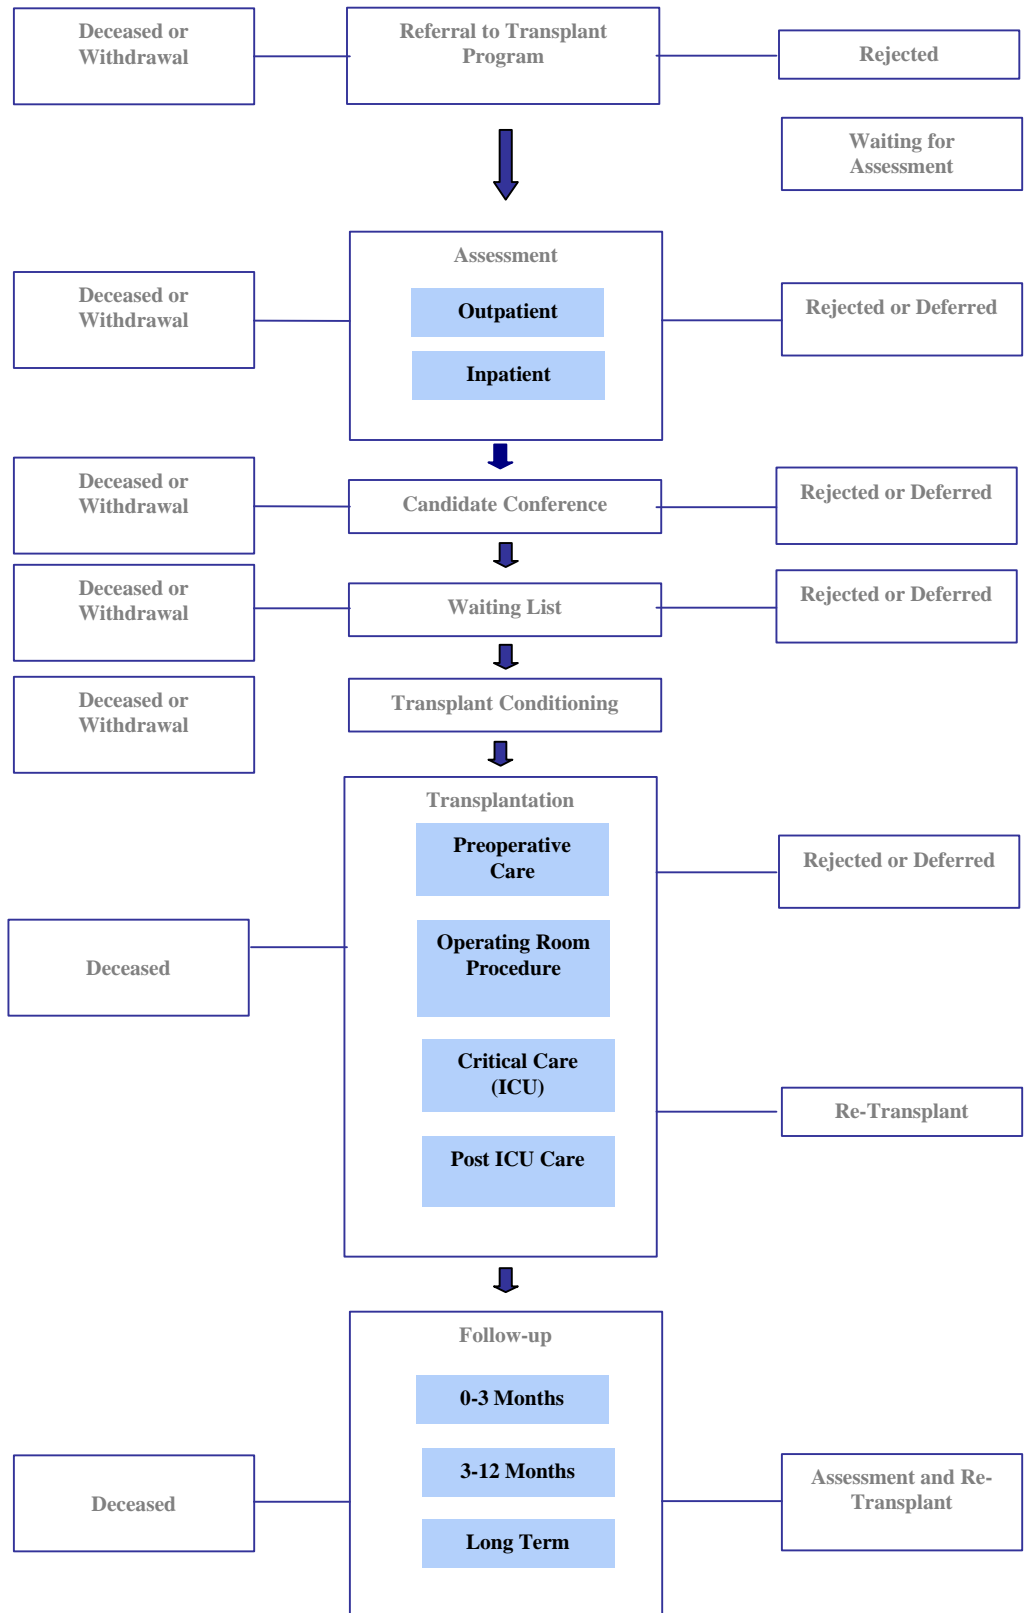 Deceased or
Withdrawal
Referral to Transplant
Program
Rejected
Waiting for
Assessment
Assessment
Outpatient
Inpatient
Deceased or
Withdrawal
Rejected or Deferred
Deceased or
Withdrawal
Candidate Conference
Rejected or Deferred
Deceased or
Withdrawal
Waiting List
Rejected or Deferred
Deceased or
Withdrawal
Transplant Conditioning
Transplantation
Preoperative
Care
Rejected or Deferred
Operating Room
Procedure
Deceased
Critical Care
(ICU)
Re-Transplant
Post ICU Care
Follow-up
0-3 Months
3-12 Months
Long Term
Deceased
Assessment and Re-
Transplant